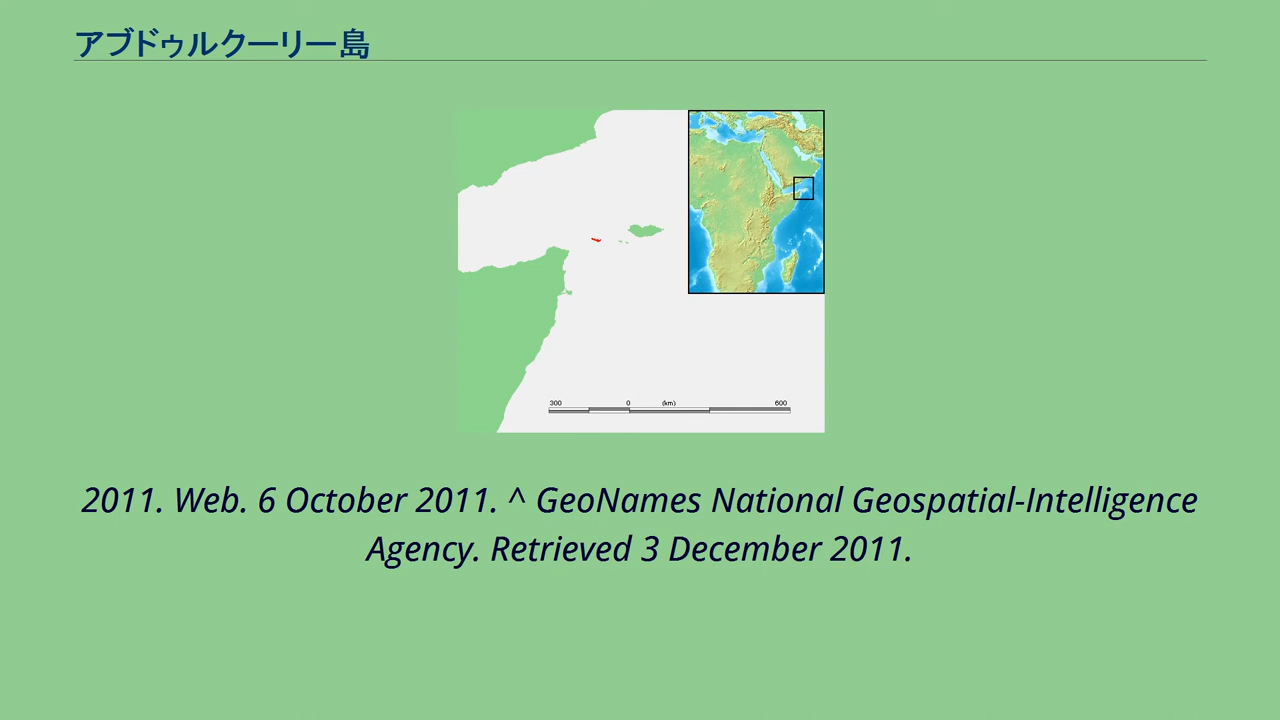 アブドゥルクーリー島
300 0 (km) 600
2011. Web. 6 October 2011. ^ GeoNames National Geospatial-Intelligence
Agency. Retrieved 3 December 2011.